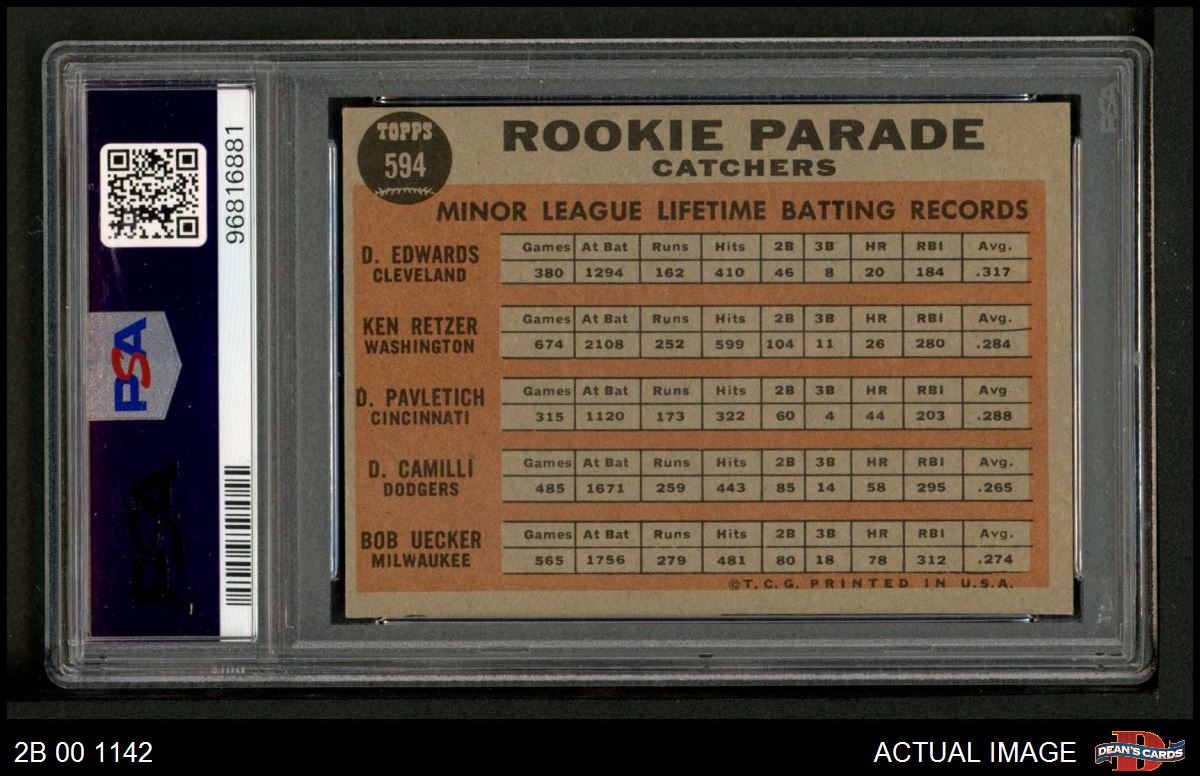 96816881
PSA
PSA
TOPPS
594
ROOKIE PARADE
CATCHERS
MINOR LEAGUE LIFETIME BATTING RECORDS
D. EDWARDS
CLEVELAND
Games At Bat Runs Hits 2B 3B HR RBI Avg.
380 1294 162 410 46 8 20 184 .317
KEN RETZER
WASHINGTON
Games At Bat Runs Hits 2B 3B HR RBI Avg.
674 2108 252 599 104 11 26 280 .284
D. PAVLETICH
CINCINNATI
Games At Bat Runs Hits 2B 3B HR RBI Avg.
315 1120 173 322 60 4 44 203 .288
D. CAMILLI
DODGERS
Games At Bat Runs Hits 2B 3B HR RBI Avg.
485 1671 259 443 85 14 58 295 .265
BOB UECKER
MILWAUKEE
Games At Bat Runs Hits 2B 3B HR RBI Avg.
565 1756 279 481 80 18 78 312 .274
©T.C.G. PRINTED IN U.S.A.
PSA
2B 00 1142
ACTUAL IMAGE
DEAN'S CARDS